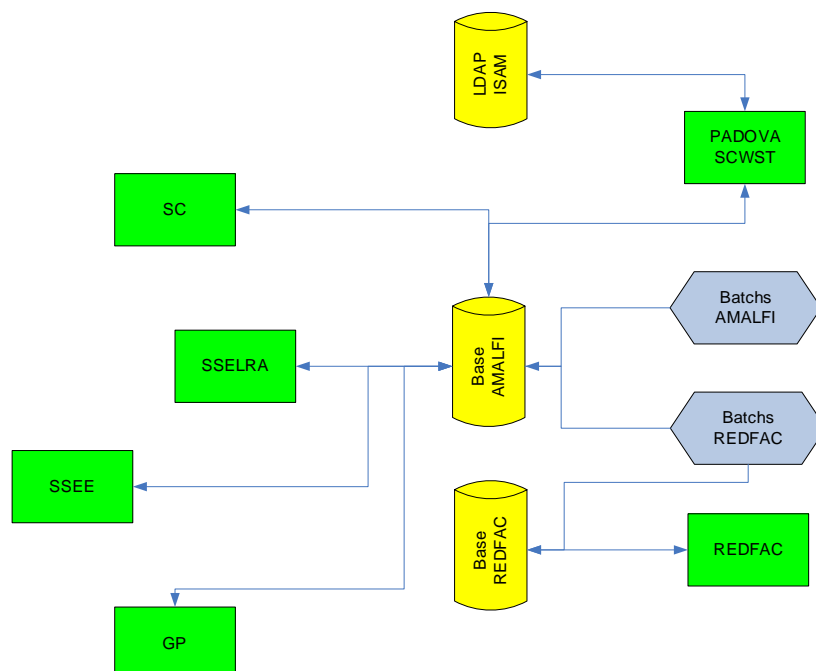 LDAP
ISAM
PADOVA
SCWST
SC
Batchs
AMALFI
Base
AMALFI
SSELRA
Batchs
REDFAC
SSEE
Base
REDFAC
REDFAC
GP